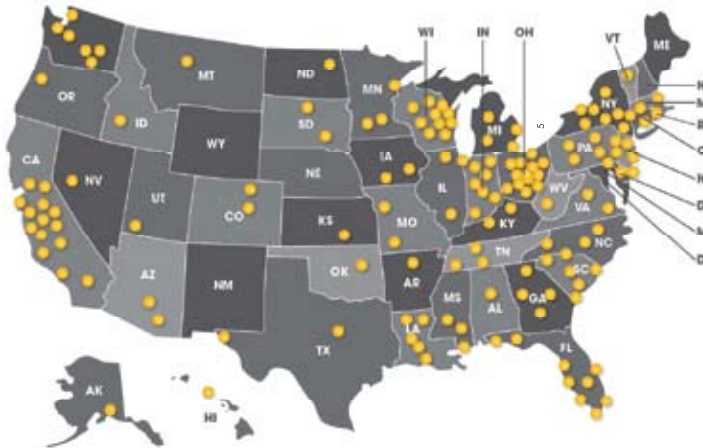 WI IN OH VT MI
MT ND MN N
OR ID SD MI NY M
WY R
CA NV NE IA PA C
UT CO IL WV N
KS MO KY VA D
AZ OK TN NC M
NM AR SC D
MS AL GA
TX LA
FL
AK HI
5